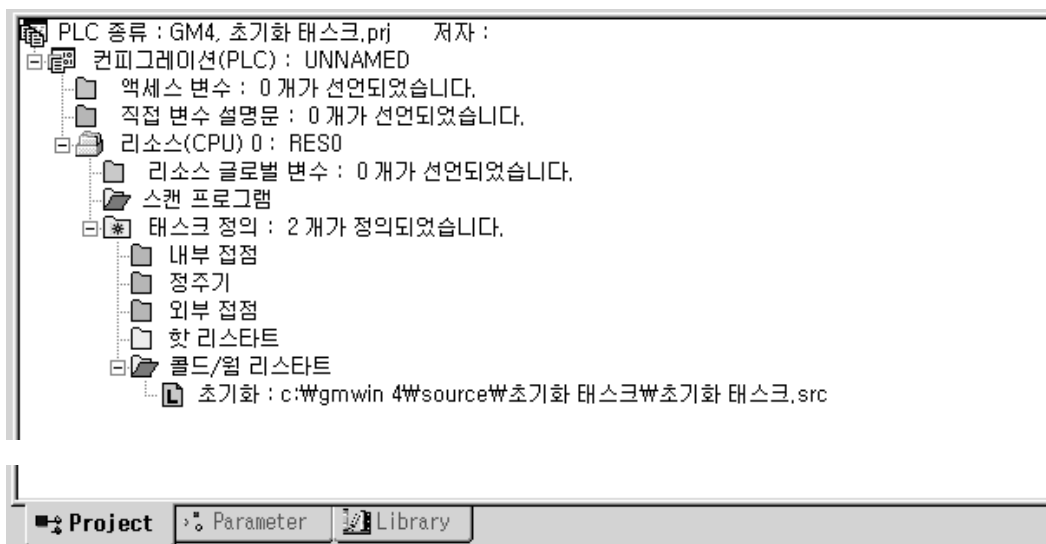 PLC 종류 : GM4, 초기화 태스크.prj 저자 :
컨피그레이션(PLC) : UNNAMED
액세스 변수 : 0 개가 선언되었습니다.
직접 변수 설명문 : 0 개가 선언되었습니다.
리소스(CPU) 0 : RES0
리소스 글로벌 변수 : 0 개가 선언되었습니다.
스캔 프로그램
태스크 정의 : 2 개가 정의되었습니다.
내부 접점
정주기
외부 접점
핫 리스타트
콜드/웜 리스타트
초기화 : c:₩gmwin 4₩source₩초기화 태스크₩초기화 태스크.src
Project Parameter Library